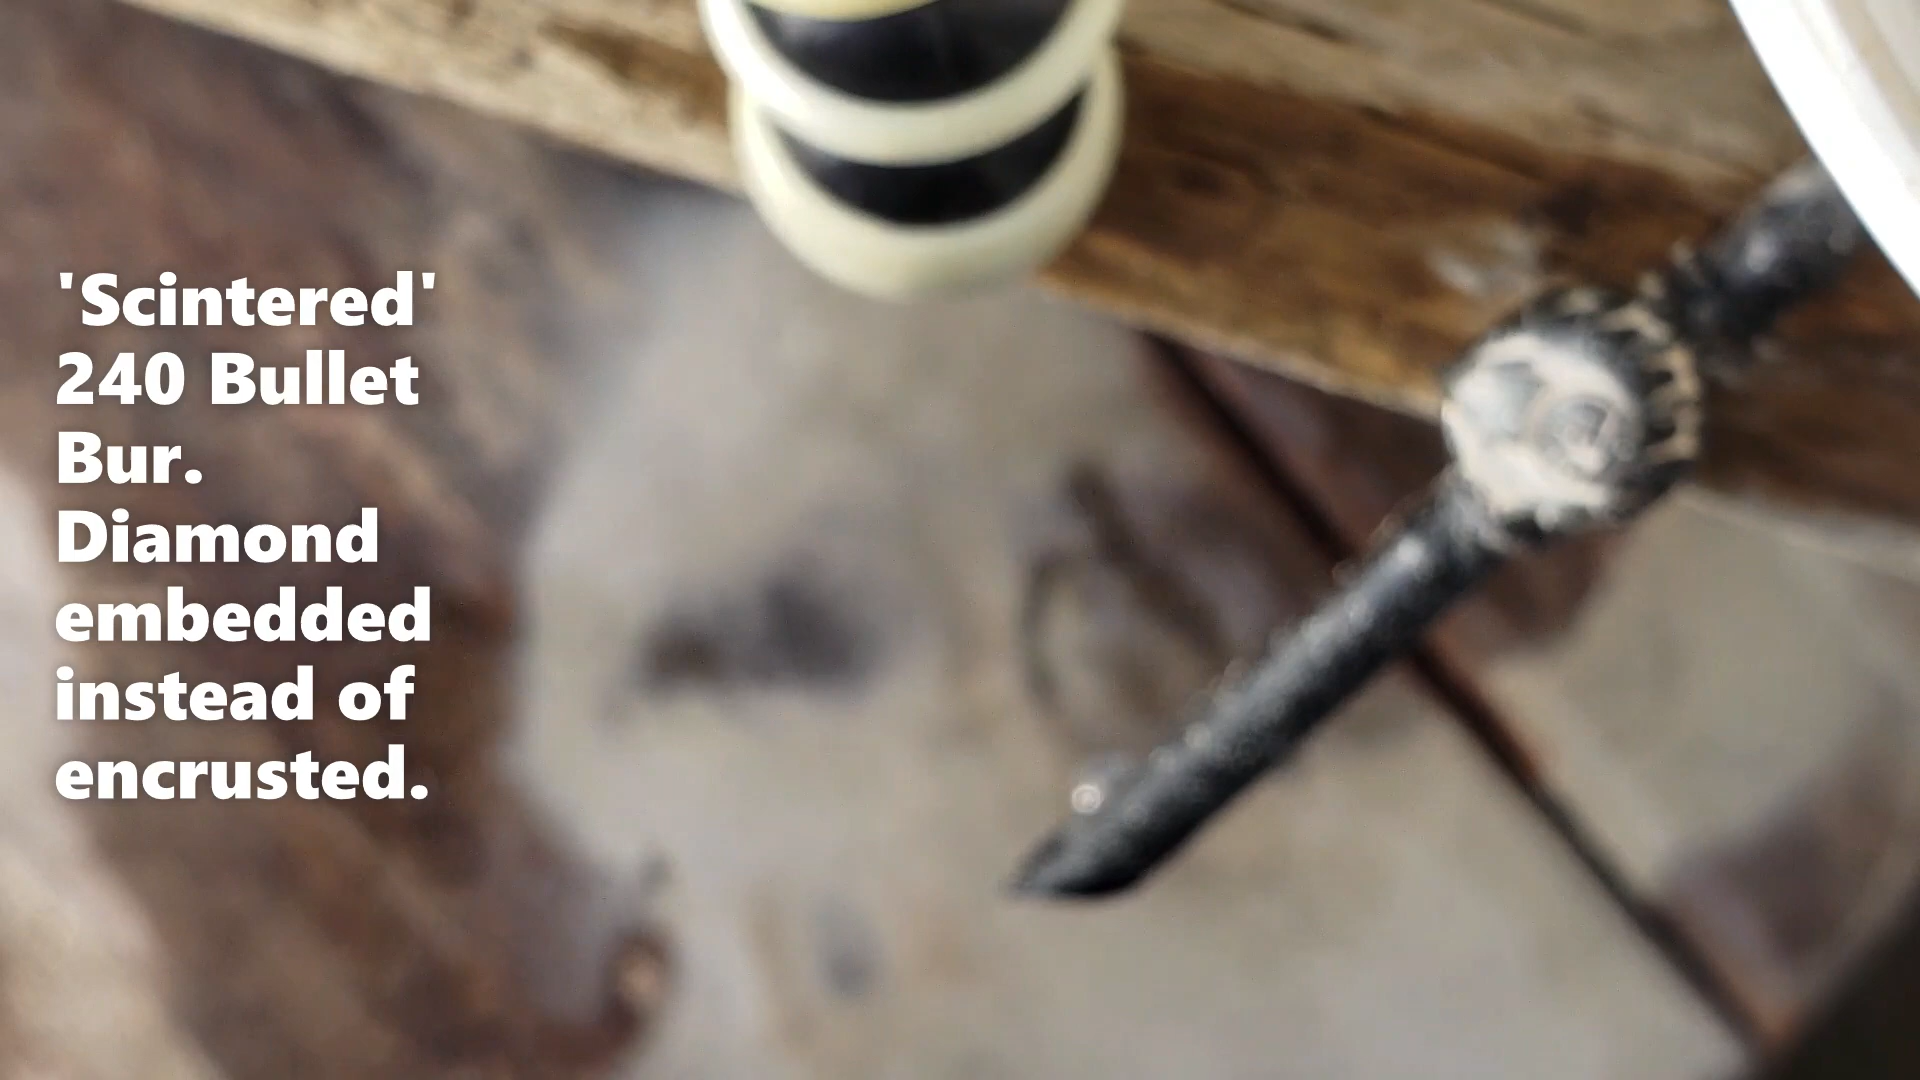 'Scintered'
240 Bullet
Bur.
Diamond
embedded
instead of
encrusted.